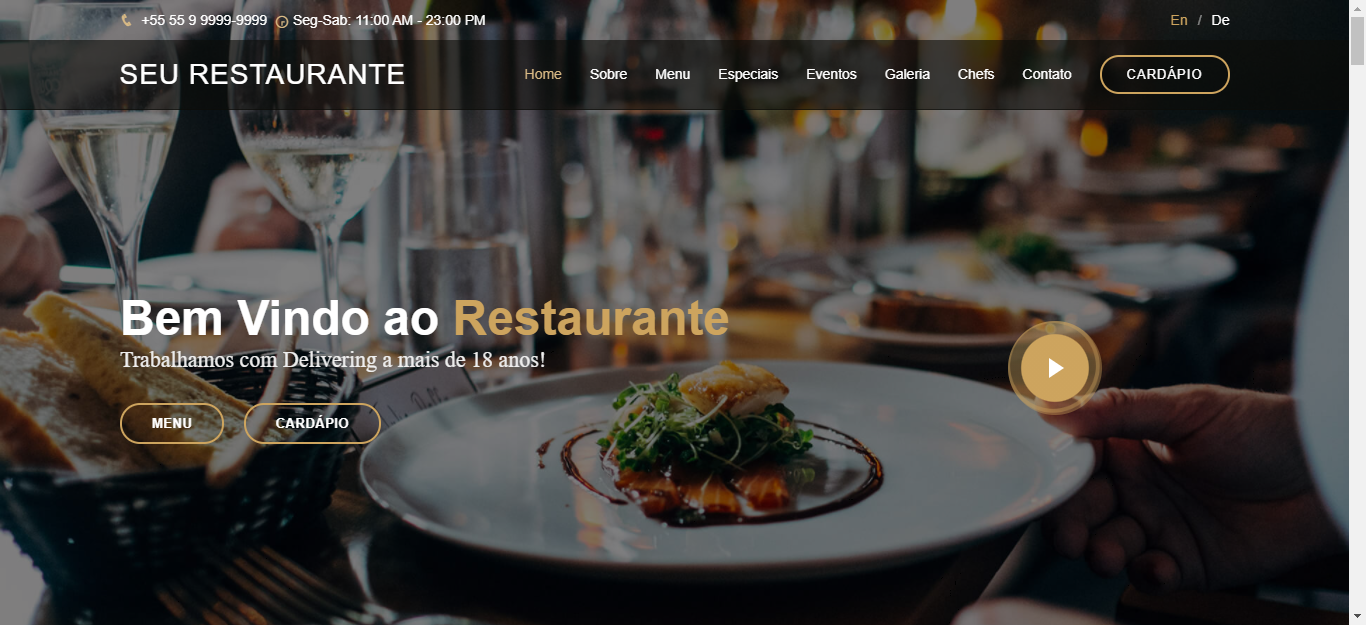 +55 55 9 9999-9999 Seg-Sab: 11:00 AM - 23:00 PM En / De
SEU RESTAURANTE Home Sobre Menu Especiais Eventos Galeria Chefs Contato CARDÁPIO
Bem Vindo ao Restaurante
Trabalhamos com Delivering a mais de 18 anos!
MENU CARDÁPIO